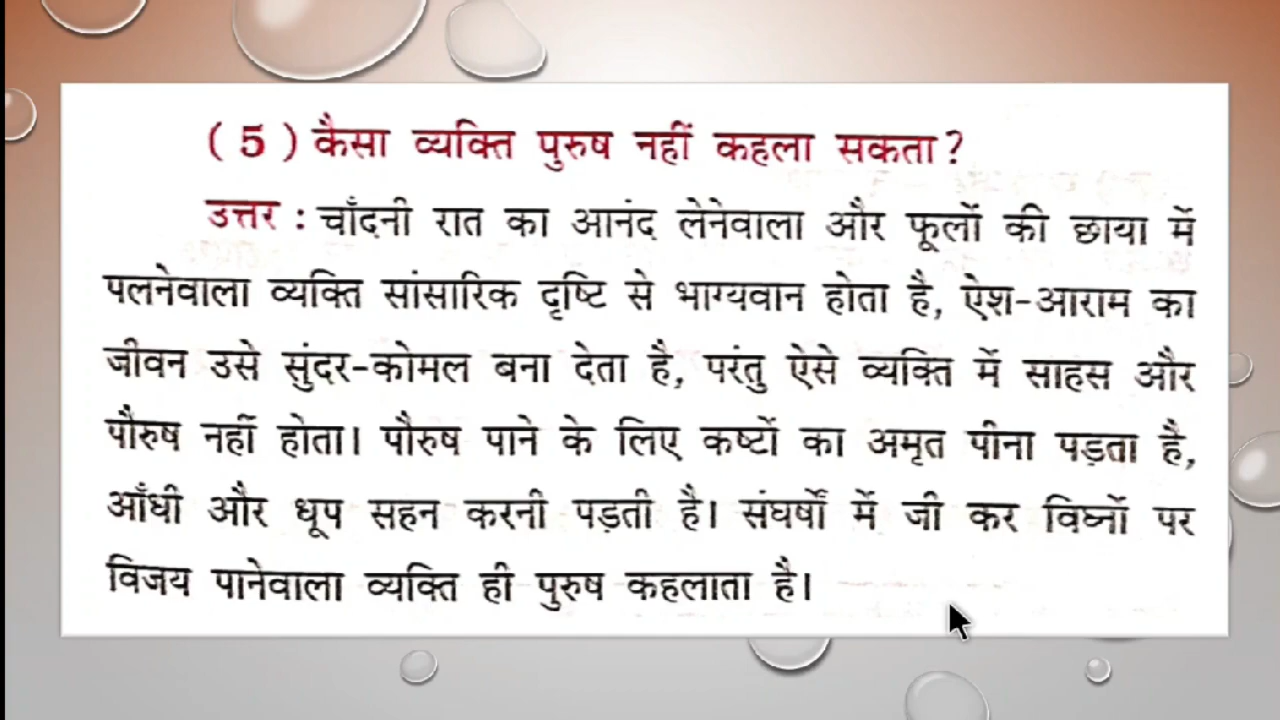 ( 5 ) कैसा व्यक्ति पुरुष नहीं कहला सकता?
उत्तर : चाँदनी रात का आनंद लेनेवाला और फूलों की छाया में
पलनेवाला व्यक्ति सांसारिक दृष्टि से भाग्यवान होता है, ऐश-आराम का
जीवन उसे सुंदर-कोमल बना देता है, परंतु ऐसे व्यक्ति में साहस और
पौरुष नहीं होता। पौरुष पाने के लिए कष्टों का अमृत पीना पड़ता है,
आँधी और धूप सहन करनी पड़ती है। संघर्षों में जी कर विघ्नों पर
विजय पानेवाला व्यक्ति ही पुरुष कहलाता है।